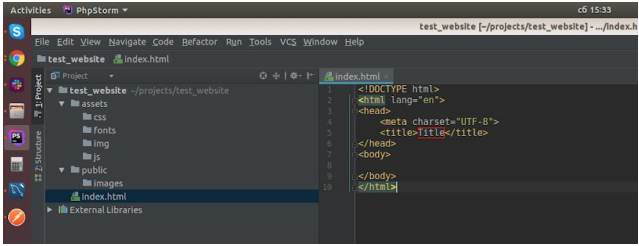 Activities PhpStorm ▾ сб 15:33
test_website [~/projects/test_website] - .../index.h
File Edit View Navigate Code Refactor Run Tools VCS Window Help
test_website index.html
Project
index.html
1: Project
7: Structure
test_website ~/projects/test_website
assets
css
fonts
img
js
public
images
index.html
External Libraries
1 <!DOCTYPE html>
2 <html lang="en">
3 <head>
4 <meta charset="UTF-8">
5 <title>Title</title>
6 </head>
7 <body>
8
9 </body>
10 </html>